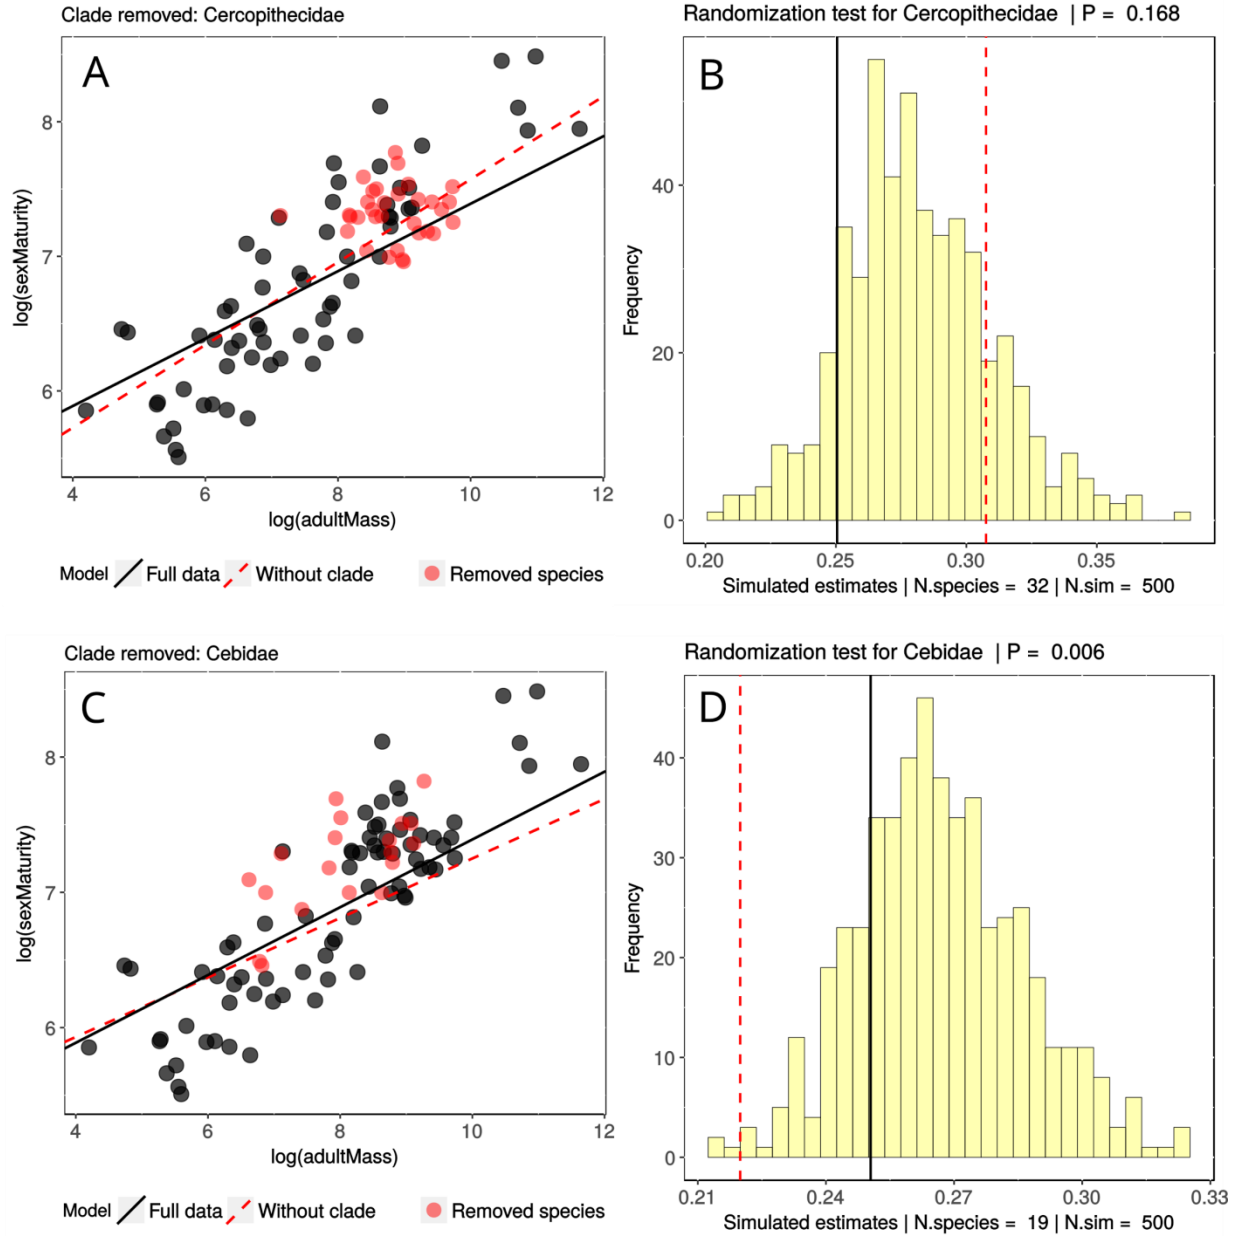 Clade removed: Cercopithecidae
A
log(sexMaturity)
8
7
6
4 6 8 10 12
log(adultMass)
Model Full data Without clade Removed species
Randomization test for Cercopithecidae | P = 0.168
B
Frequency
40
20
0
0.20 0.25 0.30 0.35
Simulated estimates | N.species = 32 | N.sim = 500
Clade removed: Cebidae
C
log(sexMaturity)
8
7
6
4 6 8 10 12
log(adultMass)
Model Full data Without clade Removed species
Randomization test for Cebidae | P = 0.006
D
Frequency
40
30
20
10
0
0.21 0.24 0.27 0.30 0.33
Simulated estimates | N.species = 19 | N.sim = 500